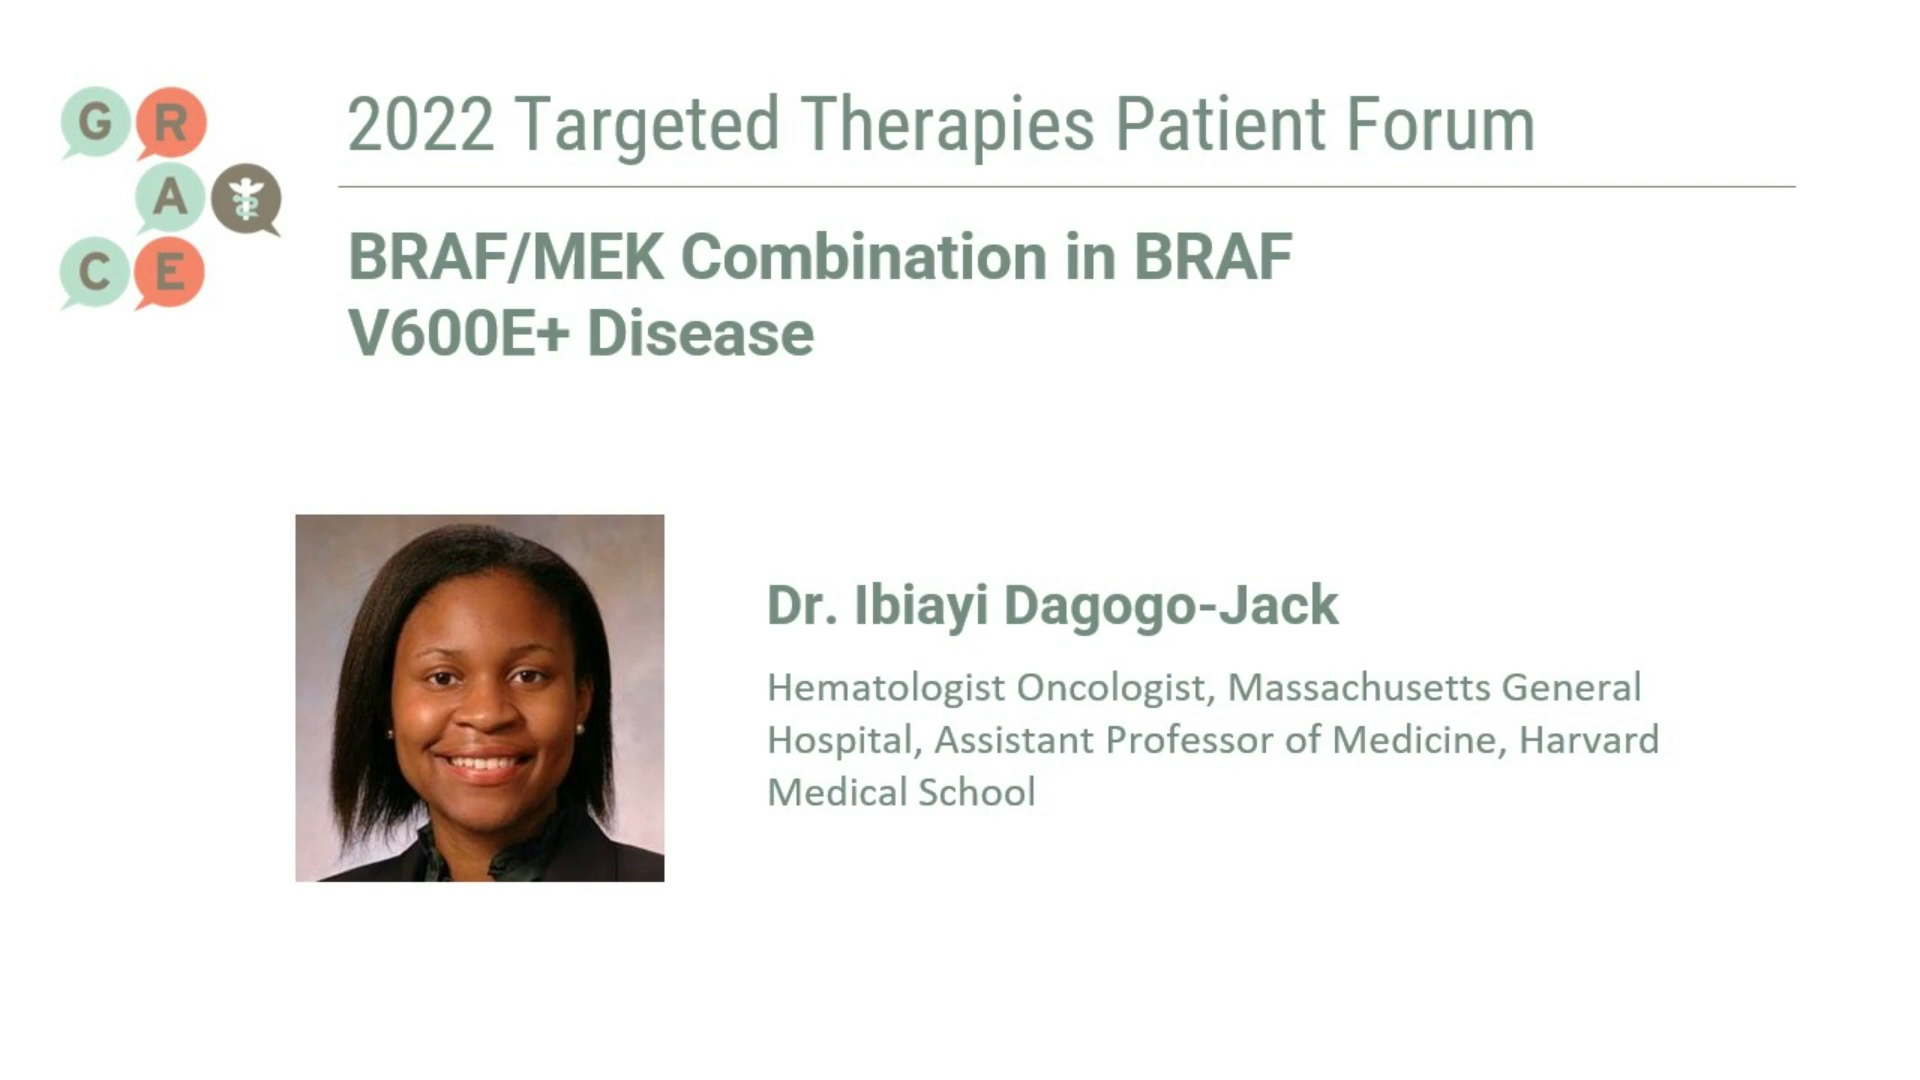 G R
A
C E
2022 Targeted Therapies Patient Forum
BRAF/MEK Combination in BRAF
V600E+ Disease
Dr. Ibiayi Dagogo-Jack
Hematologist Oncologist, Massachusetts General
Hospital, Assistant Professor of Medicine, Harvard
Medical School